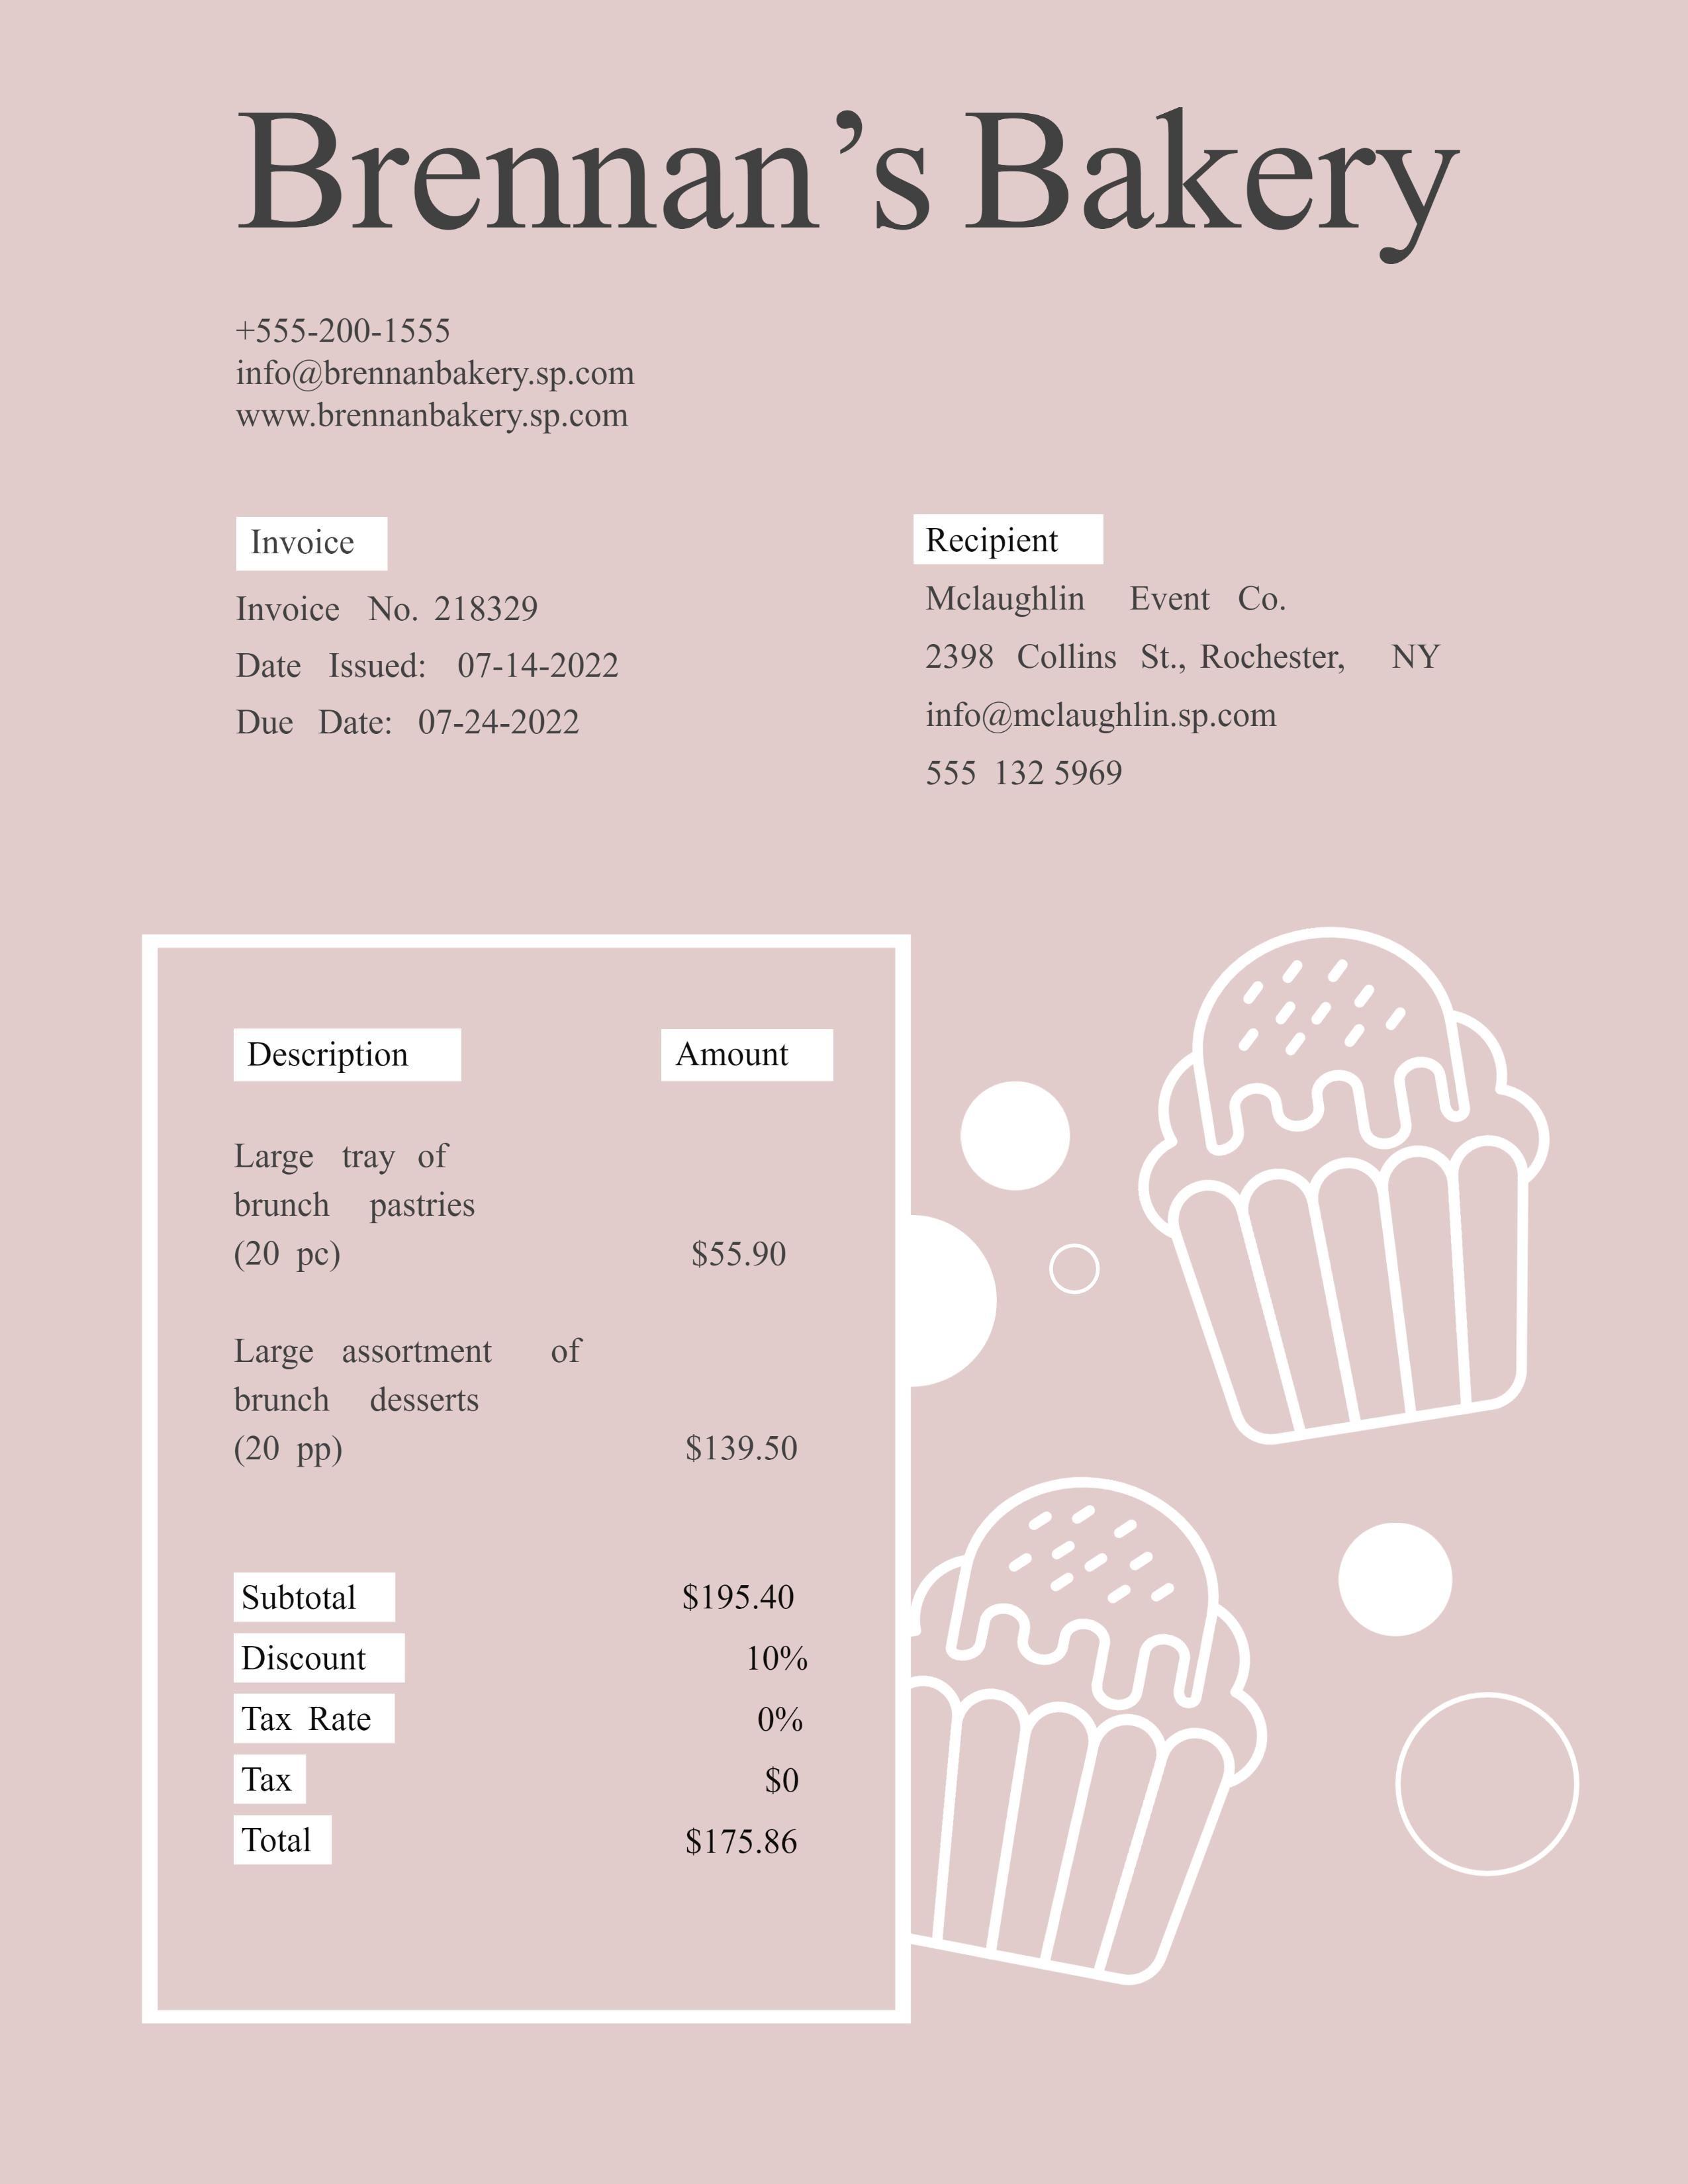 Brennan’s Bakery
+555-200-1555
info@brennanbakery.sp.com
www.brennanbakery.sp.com
Invoice
Invoice No. 218329
Date Issued: 07-14-2022
Due Date: 07-24-2022
Recipient
Mclaughlin Event Co.
2398 Collins St., Rochester, NY
info@mclaughlin.sp.com
555 132 5969
Description Amount
Large tray of
brunch pastries
(20 pc) $55.90
Large assortment of
brunch desserts
(20 pp) $139.50
Subtotal $195.40
Discount 10%
Tax Rate 0%
Tax $0
Total $175.86